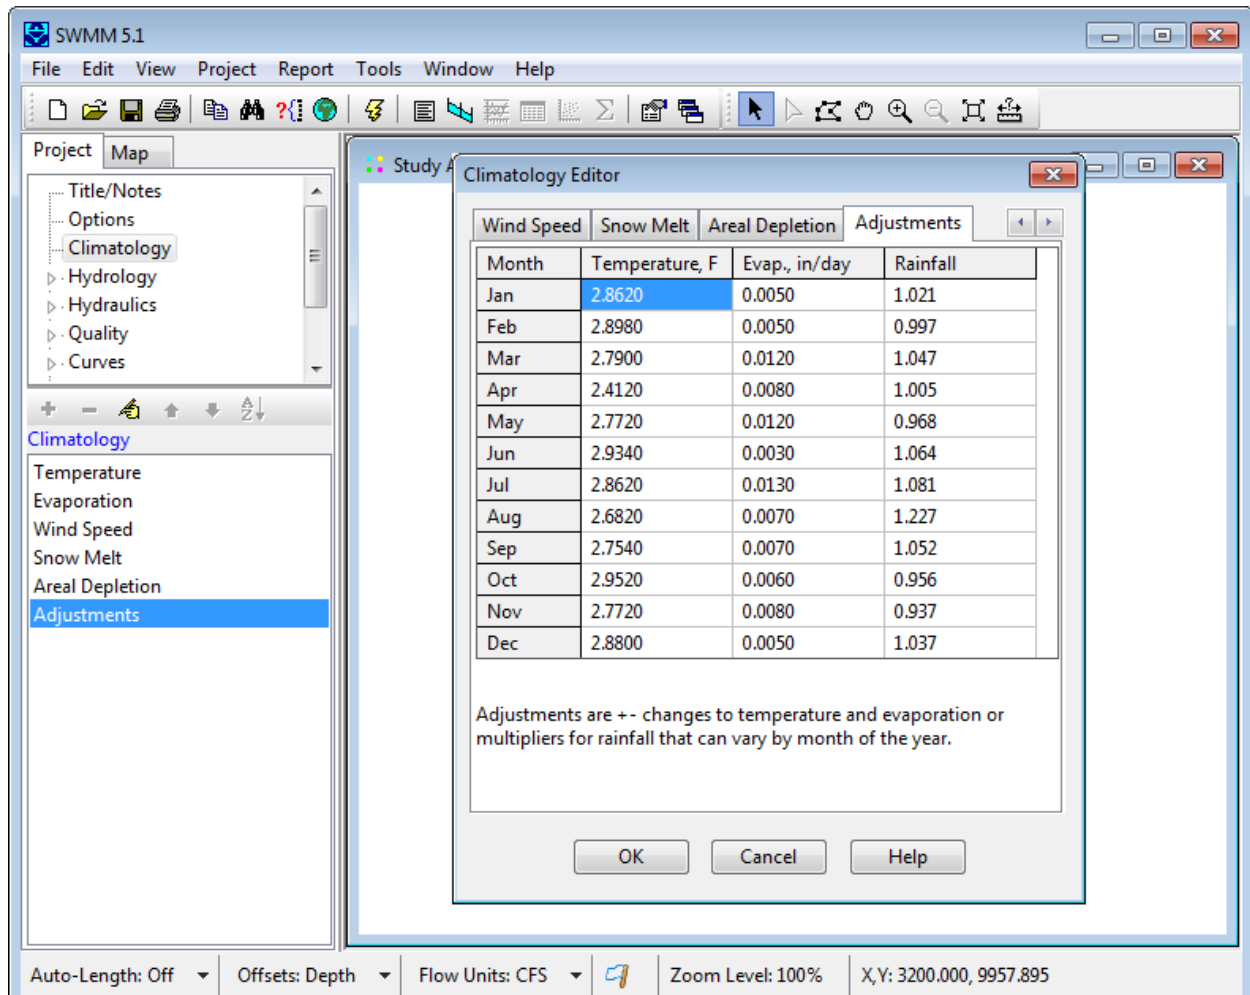 SWMM 5.1
File Edit View Project Report Tools Window Help
Project Map
Title/Notes
Options
Climatology
Hydrology
Hydraulics
Quality
Curves
Climatology
Temperature
Evaporation
Wind Speed
Snow Melt
Areal Depletion
Adjustments
Study A
Climatology Editor
Wind Speed Snow Melt Areal Depletion Adjustments
Month Temperature, F Evap., in/day Rainfall
Jan 2.8620 0.0050 1.021
Feb 2.8980 0.0050 0.997
Mar 2.7900 0.0120 1.047
Apr 2.4120 0.0080 1.005
May 2.7720 0.0120 0.968
Jun 2.9340 0.0030 1.064
Jul 2.8620 0.0130 1.081
Aug 2.6820 0.0070 1.227
Sep 2.7540 0.0070 1.052
Oct 2.9520 0.0060 0.956
Nov 2.7720 0.0080 0.937
Dec 2.8800 0.0050 1.037
Adjustments are +- changes to temperature and evaporation or
multipliers for rainfall that can vary by month of the year.
OK Cancel Help
Auto-Length: Off Offsets: Depth Flow Units: CFS Zoom Level: 100% X,Y: 3200.000, 9957.895